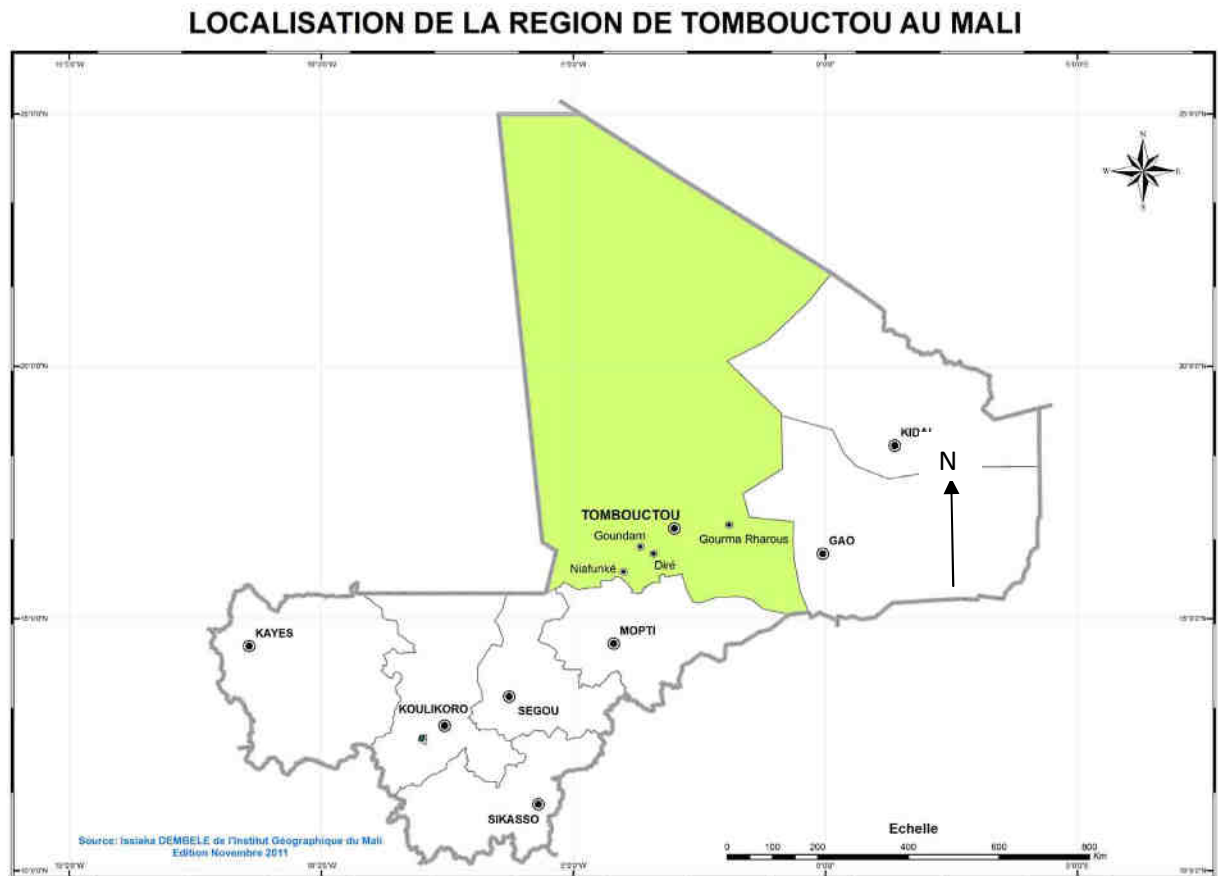 LOCALISATION DE LA REGION DE TOMBOUCTOU AU MALI
N
W E
S
KIDAL
N
TOMBOUCTOU
Goundam
Gourma Rharous
GAO
Niafunké
Diré
KAYES
MOPTI
SEGOU
KOULIKORO
SIKASSO
Source: Issiaka DEMBELE de l'Institut Géographique du Mali
Edition Novembre 2011
Echelle
0 100 200 400 600 800
Km